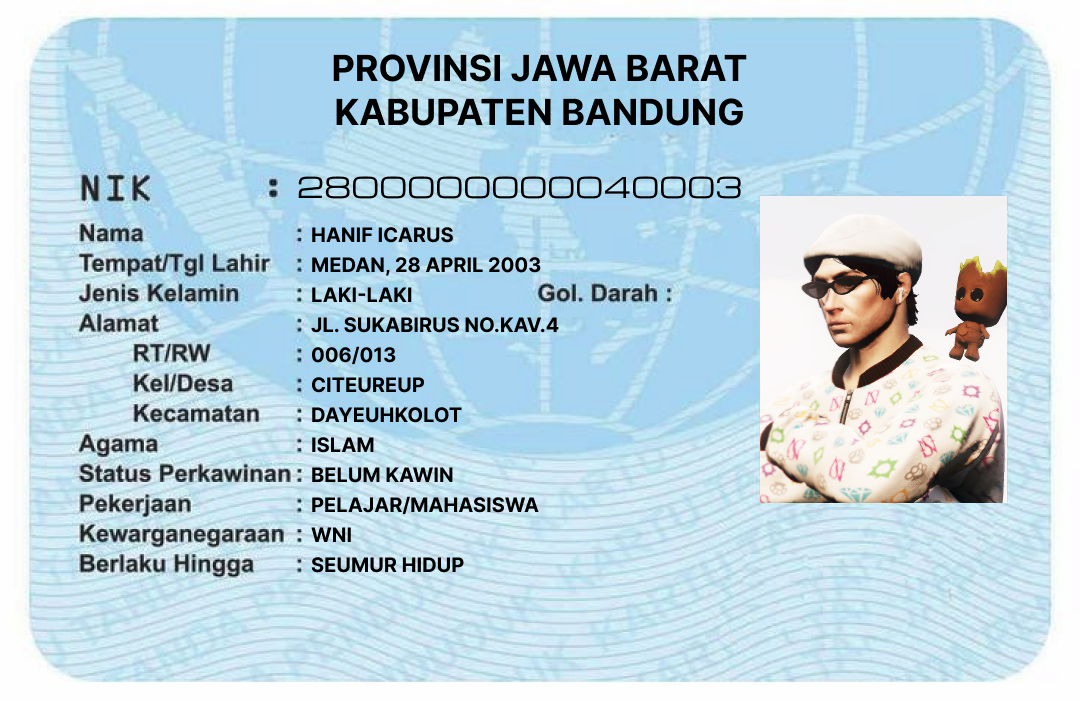 PROVINSI JAWA BARAT
KABUPATEN BANDUNG
NIK : 2800000000040003
Nama : HANIF ICARUS
Tempat/Tgl Lahir : MEDAN, 28 APRIL 2003
Jenis Kelamin : LAKI-LAKI Gol. Darah :
Alamat : JL. SUKABIRUS NO.KAV.4
RT/RW : 006/013
Kel/Desa : CITEUREUP
Kecamatan : DAYEUHKOLOT
Agama : ISLAM
Status Perkawinan : BELUM KAWIN
Pekerjaan : PELAJAR/MAHASISWA
Kewarganegaraan : WNI
Berlaku Hingga : SEUMUR HIDUP